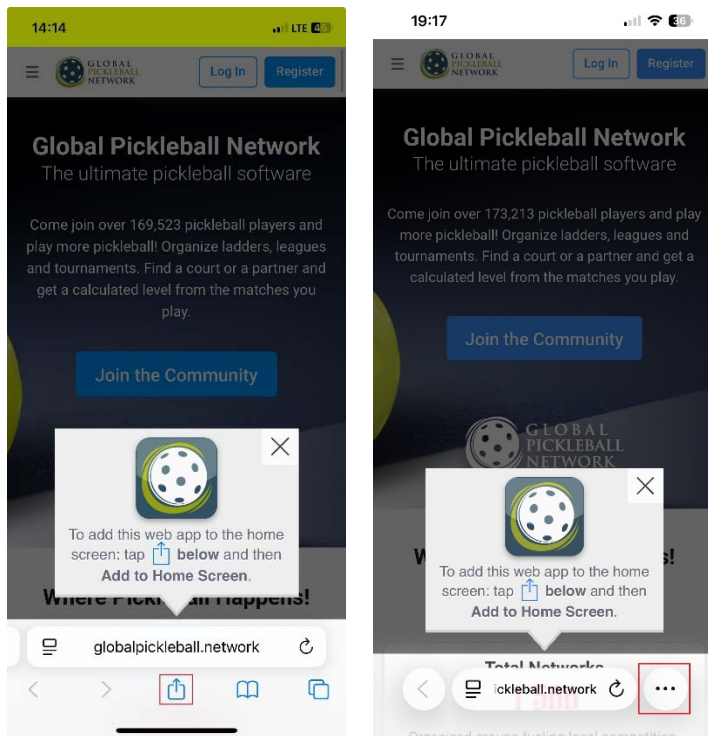 14:14
LTE 45
GLOBAL
PICKLEBALL
NETWORK
Log In
Register
Global Pickleball Network
The ultimate pickleball software
Come join over 169,523 pickleball players and
play more pickleball! Organize ladders, leagues
and tournaments. Find a court or a partner and
get a calculated level from the matches you
play.
Join the Community
To add this web app to the home
screen: tap below and then
Add to Home Screen.
globalpickleball.network
19:17
36
GLOBAL
PICKLEBALL
NETWORK
Log In
Register
Global Pickleball Network
The ultimate pickleball software
Come join over 173,213 pickleball players and play
more pickleball! Organize ladders, leagues and
tournaments. Find a court or a partner and get a
calculated level from the matches you play.
Join the Community
GLOBAL
PICKLEBALL
NETWORK
To add this web app to the home
screen: tap below and then
Add to Home Screen.
Total Networks
ickleball.network